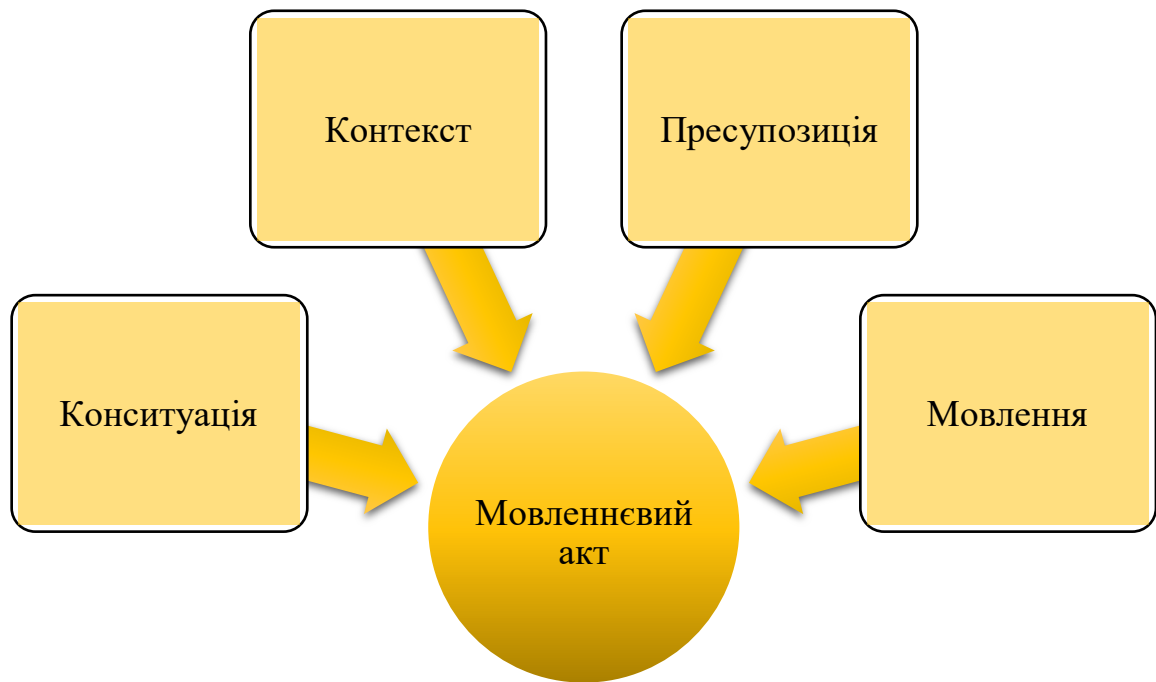 Контекст
Пресупозиція
Конситуація
Мовлення
Мовленнєвий
акт